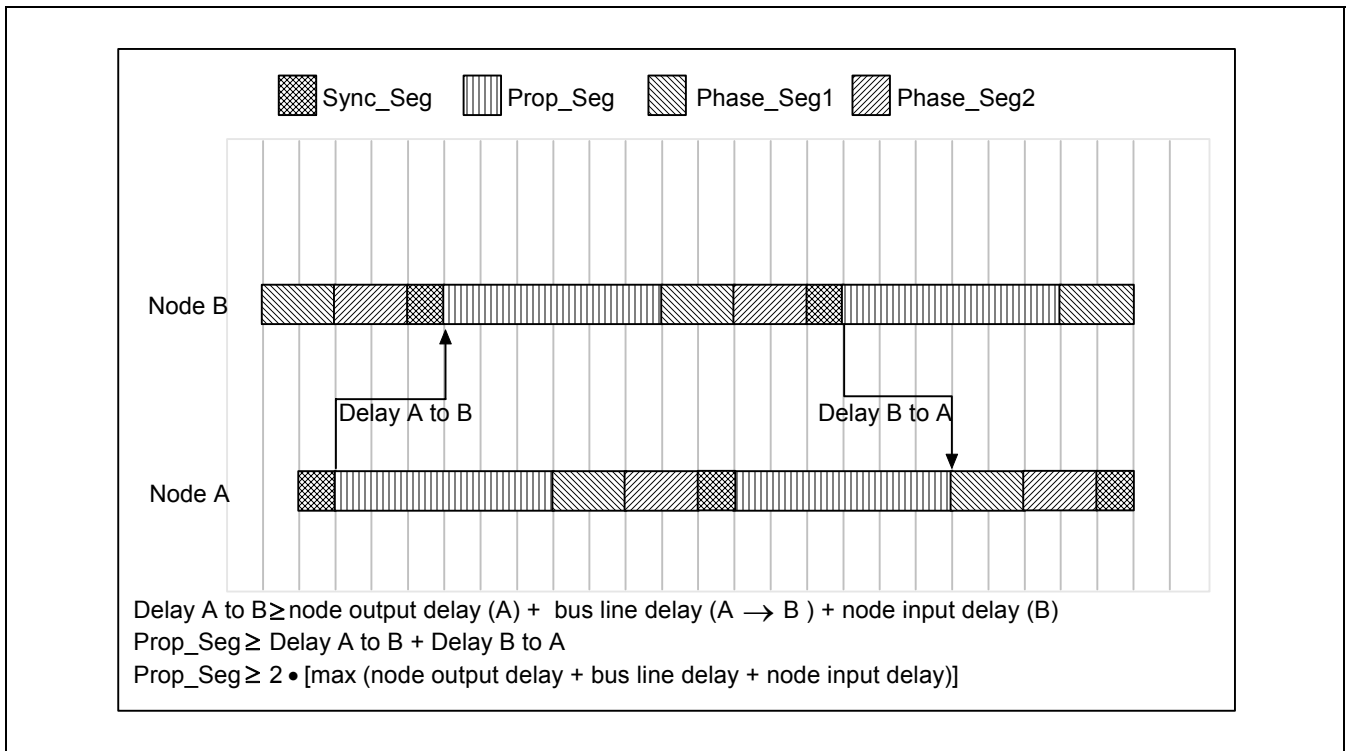 Sync_Seg Prop_Seg Phase_Seg1 Phase_Seg2
Node B
Delay A to B Delay B to A
Node A
Delay A to B≥node output delay (A) + bus line delay (A → B ) + node input delay (B)
Prop_Seg ≥ Delay A to B + Delay B to A
Prop_Seg ≥ 2 • [max (node output delay + bus line delay + node input delay)]